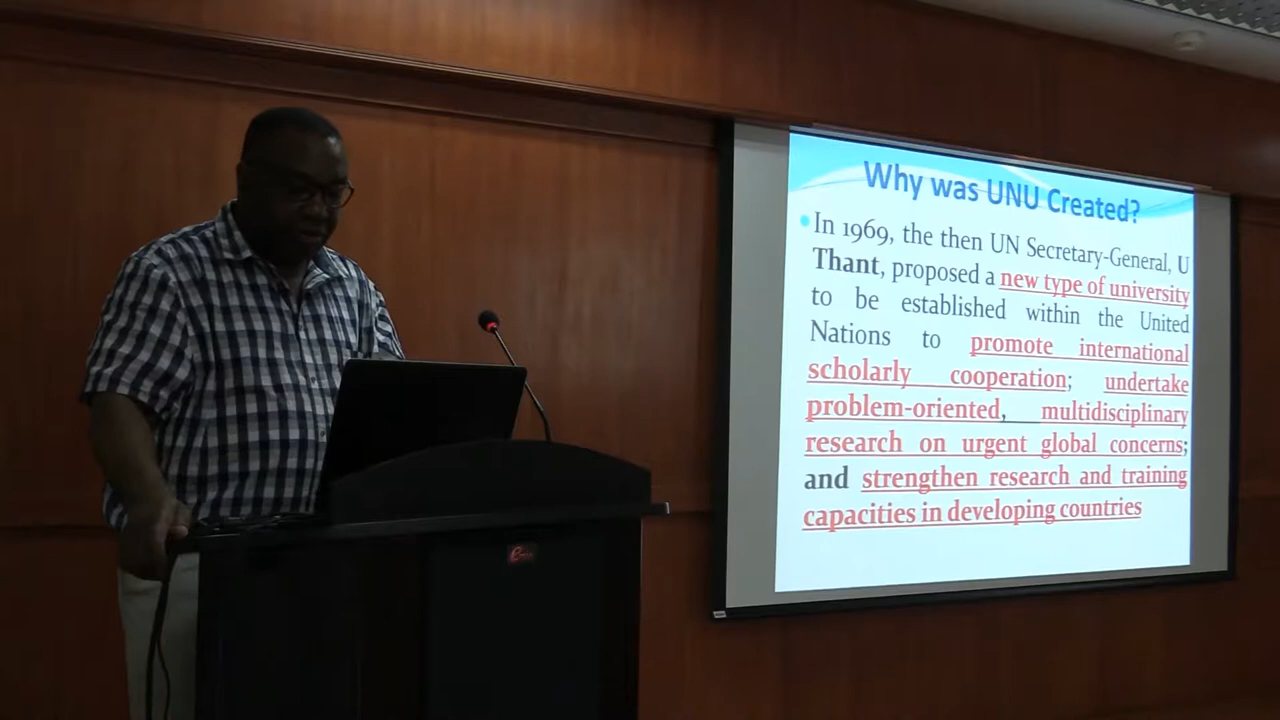 Why was UNU Created?
In 1969, the then UN Secretary-General, U
Thant, proposed a new type of university
to be established within the United
Nations to promote international
scholarly cooperation; undertake
problem-oriented, multidisciplinary
research on urgent global concerns;
and strengthen research and training
capacities in developing countries